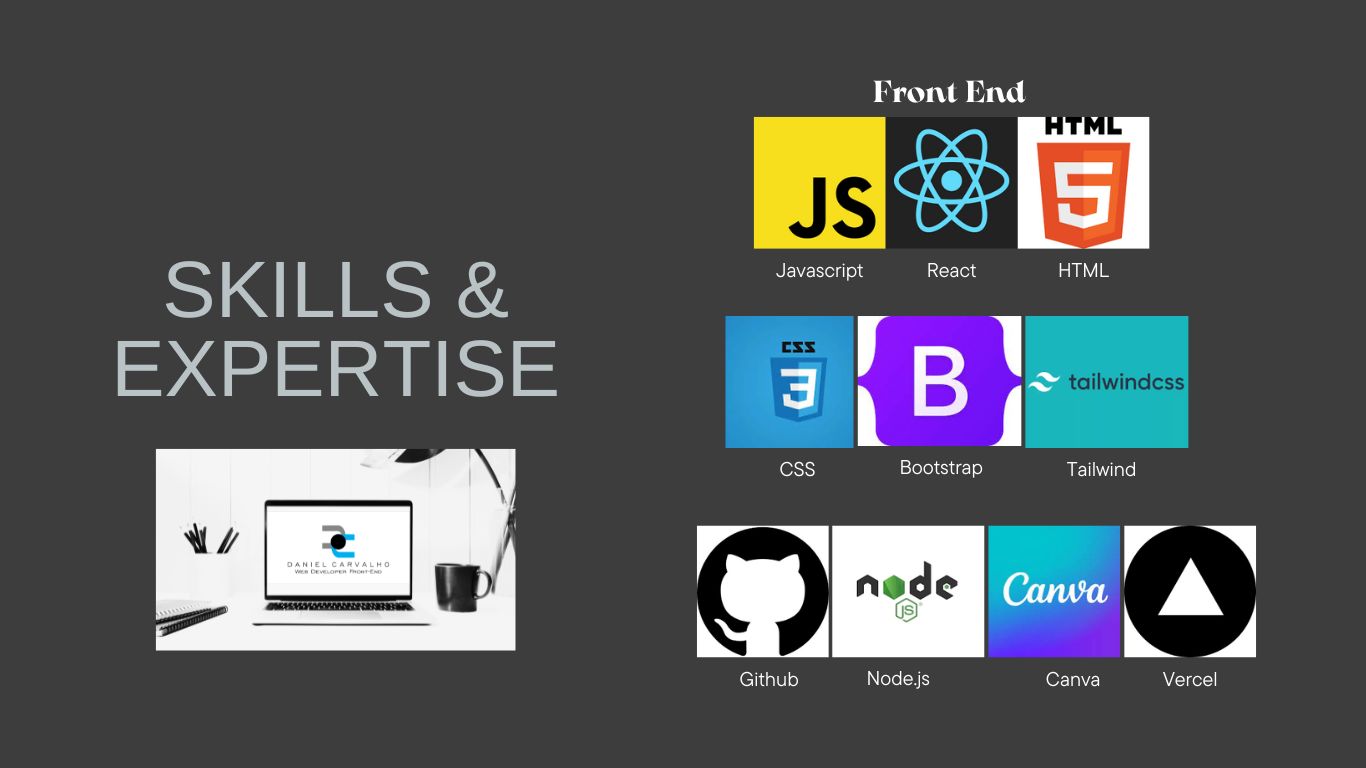 SKILLS &
EXPERTISE
DANIEL CARVALHO
Web Developer Front-End
Front End
JS
HTML
5
Javascript
React
HTML
CSS
3
B
tailwindcss
CSS
Bootstrap
Tailwind
node
JS
Canva
Github
Node.js
Canva
Vercel